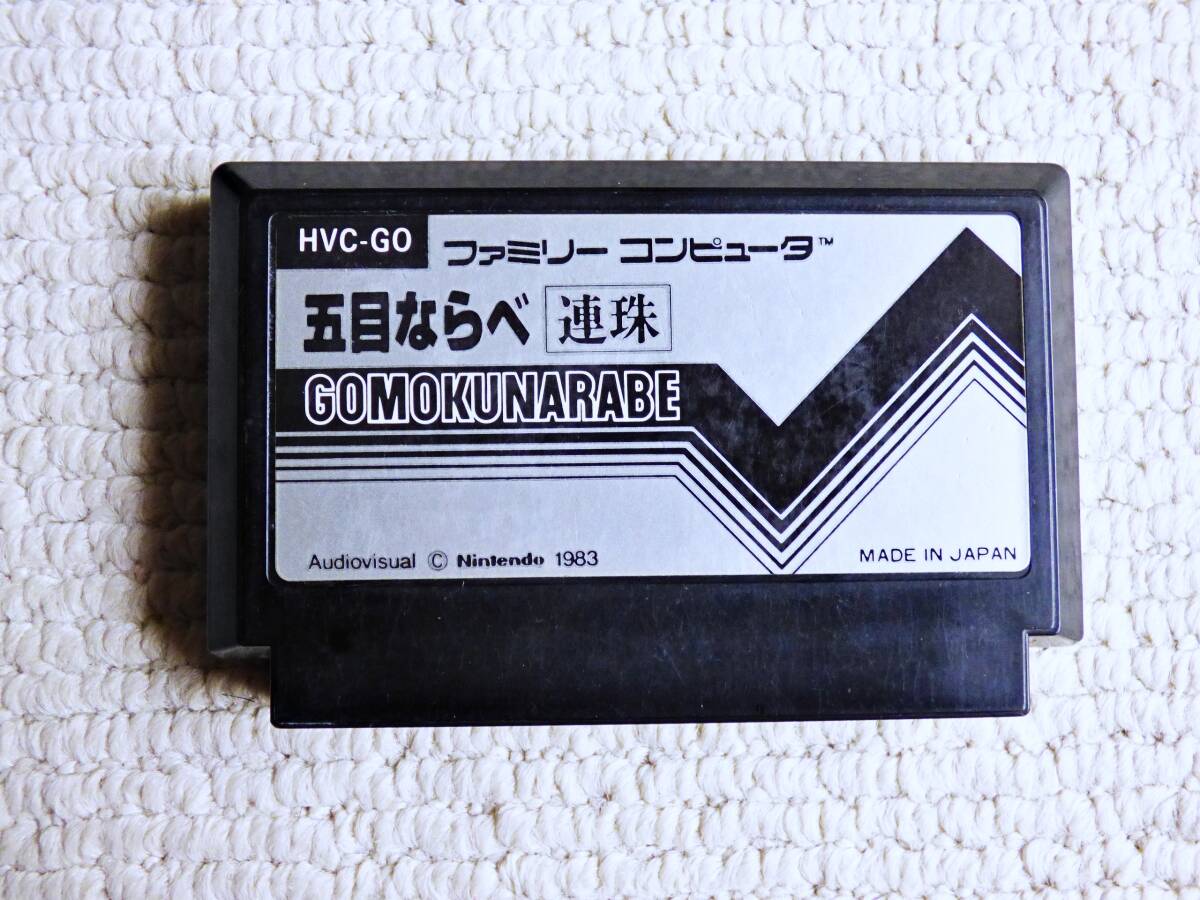 HVC-GO
ファミリー コンピュータ™
五目ならべ 連珠
GOMOKUNARABE
Audiovisual © Nintendo 1983
MADE IN JAPAN